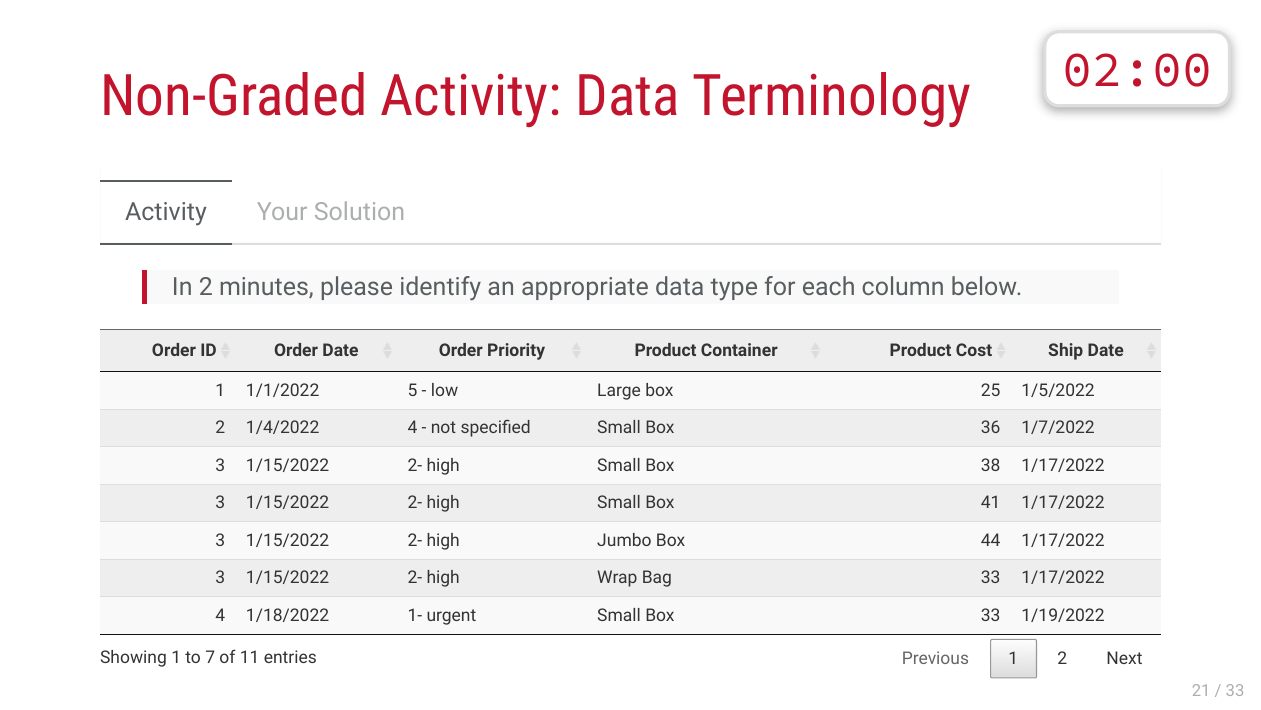 Non-Graded Activity: Data Terminology
02:00
Activity Your Solution
In 2 minutes, please identify an appropriate data type for each column below.
Order ID Order Date Order Priority Product Container Product Cost Ship Date
1 1/1/2022 5 - low Large box 25 1/5/2022
2 1/4/2022 4 - not specified Small Box 36 1/7/2022
3 1/15/2022 2- high Small Box 38 1/17/2022
3 1/15/2022 2- high Small Box 41 1/17/2022
3 1/15/2022 2- high Jumbo Box 44 1/17/2022
3 1/15/2022 2- high Wrap Bag 33 1/17/2022
4 1/18/2022 1- urgent Small Box 33 1/19/2022
Showing 1 to 7 of 11 entries Previous 1 2 Next
21 / 33